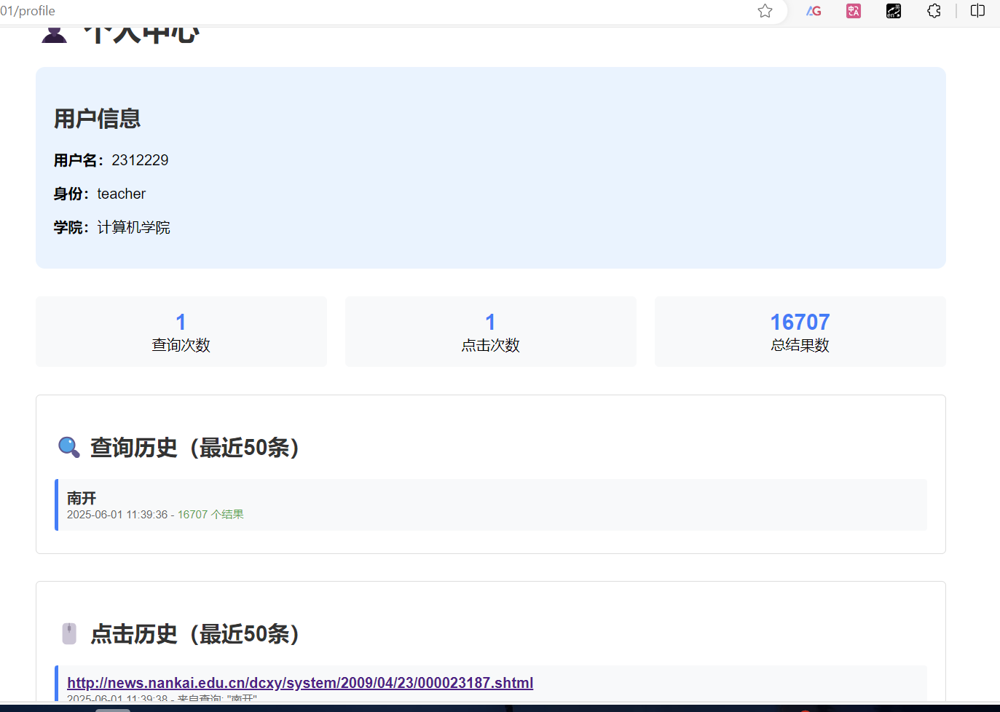 01/profile
个人中心
用户信息
用户名：2312229
身份：teacher
学院：计算机学院
1
查询次数
1
点击次数
16707
总结果数
查询历史（最近50条）
南开
2025-06-01 11:39:36 - 16707 个结果
点击历史（最近50条）
http://news.nankai.edu.cn/dcxy/system/2009/04/23/000023187.shtml
2025-06-01 11:39:38 - 来自查询: "南开"